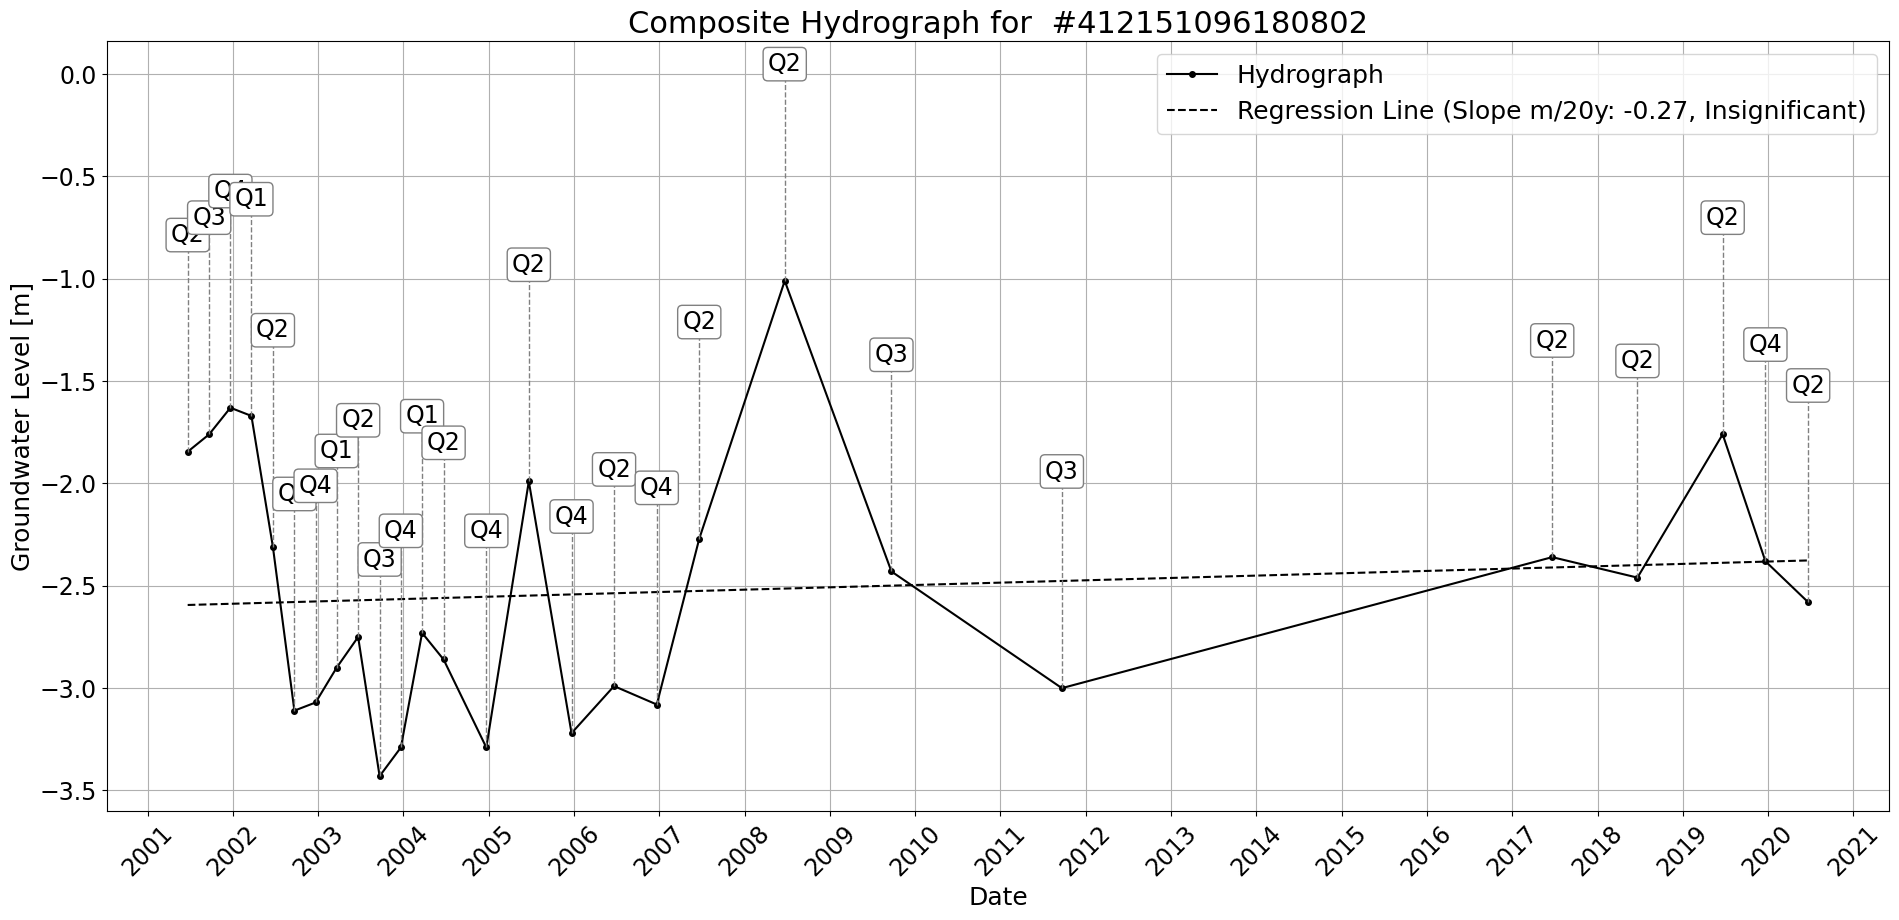 Composite Hydrograph for  #412151096180802
Hydrograph
Regression Line (Slope m/20y: -0.27, Insignificant)
Groundwater Level [m]
0.0
−0.5
−1.0
−1.5
−2.0
−2.5
−3.0
−3.5
Q2
Q3
Q4
Q1
Q2
Q4
Q1
Q2
Q3
Q4
Q1
Q2
Q4
Q2
Q4
Q2
Q4
Q2
Q2
Q3
Q3
Q2
Q2
Q2
Q4
Q2
2001
2002
2003
2004
2005
2006
2007
2008
2009
2010
2011
2012
2013
2014
2015
2016
2017
2018
2019
2020
2021
Date